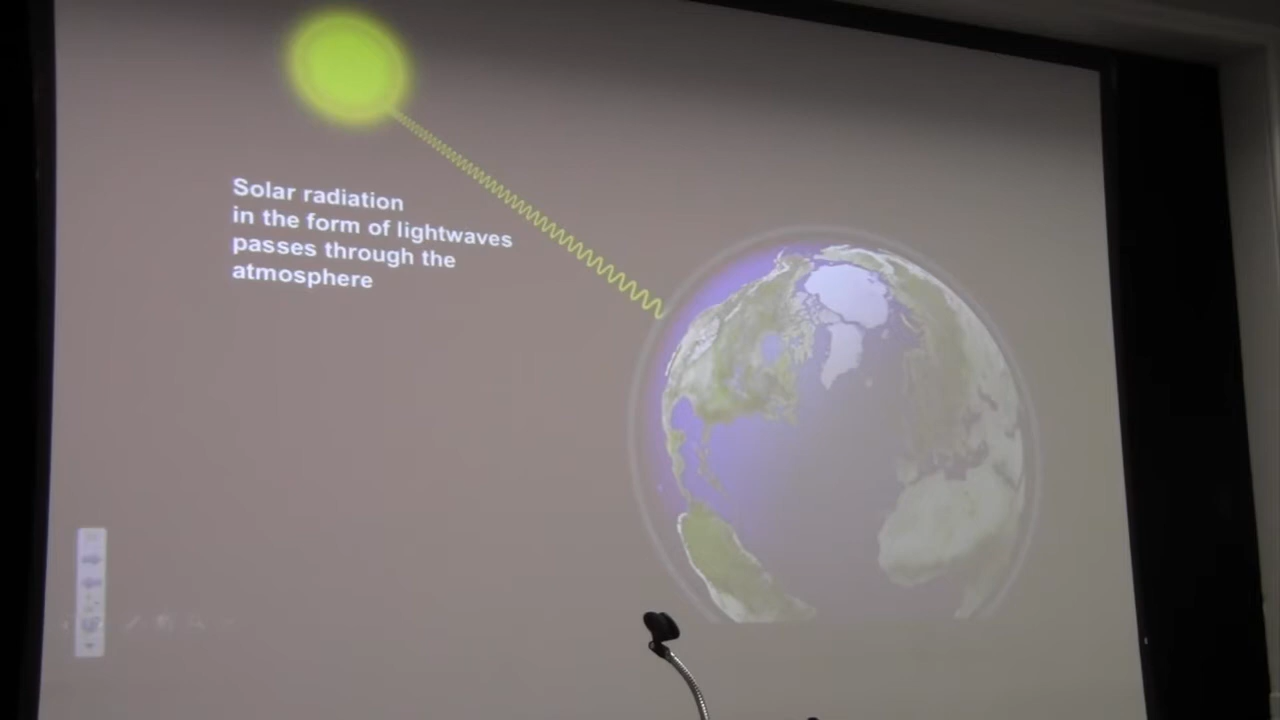 Solar radiation
in the form of lightwaves
passes through the
atmosphere